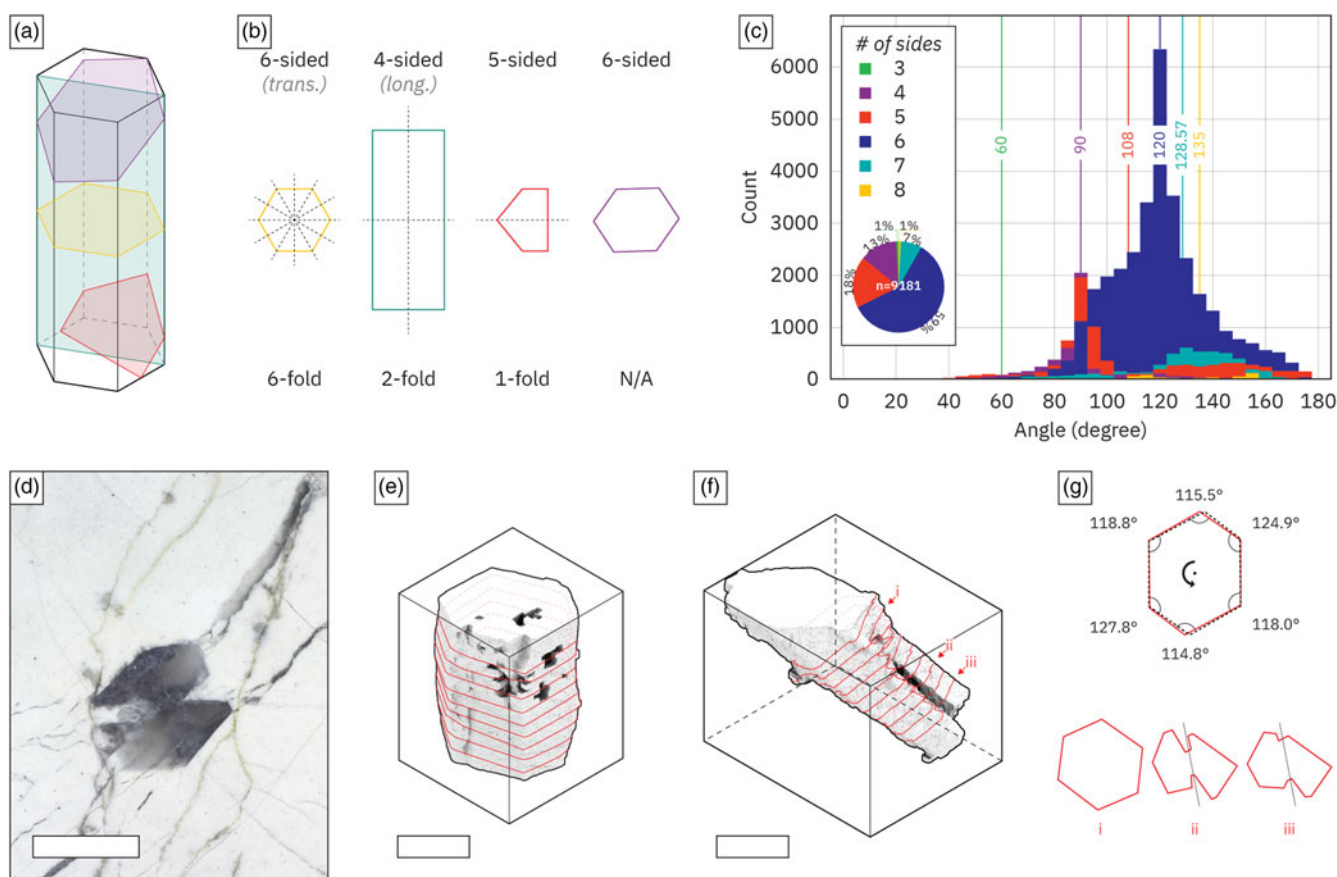 (a)
(b)
6-sided 4-sided 5-sided 6-sided
(trans.) (long.)
6-fold 2-fold 1-fold N/A
(c)
# of sides
3
4
5
6
7
8
1% 1%
13% 7%
18%
n=9181
59%
60 90 108 120 128.57 135
Count
6000
5000
4000
3000
2000
1000
0
0 20 40 60 80 100 120 140 160 180
Angle (degree)
(d)
(e)
(f)
i
ii
iii
(g)
115.5°
118.8° 124.9°
127.8° 118.0°
114.8°
i ii iii